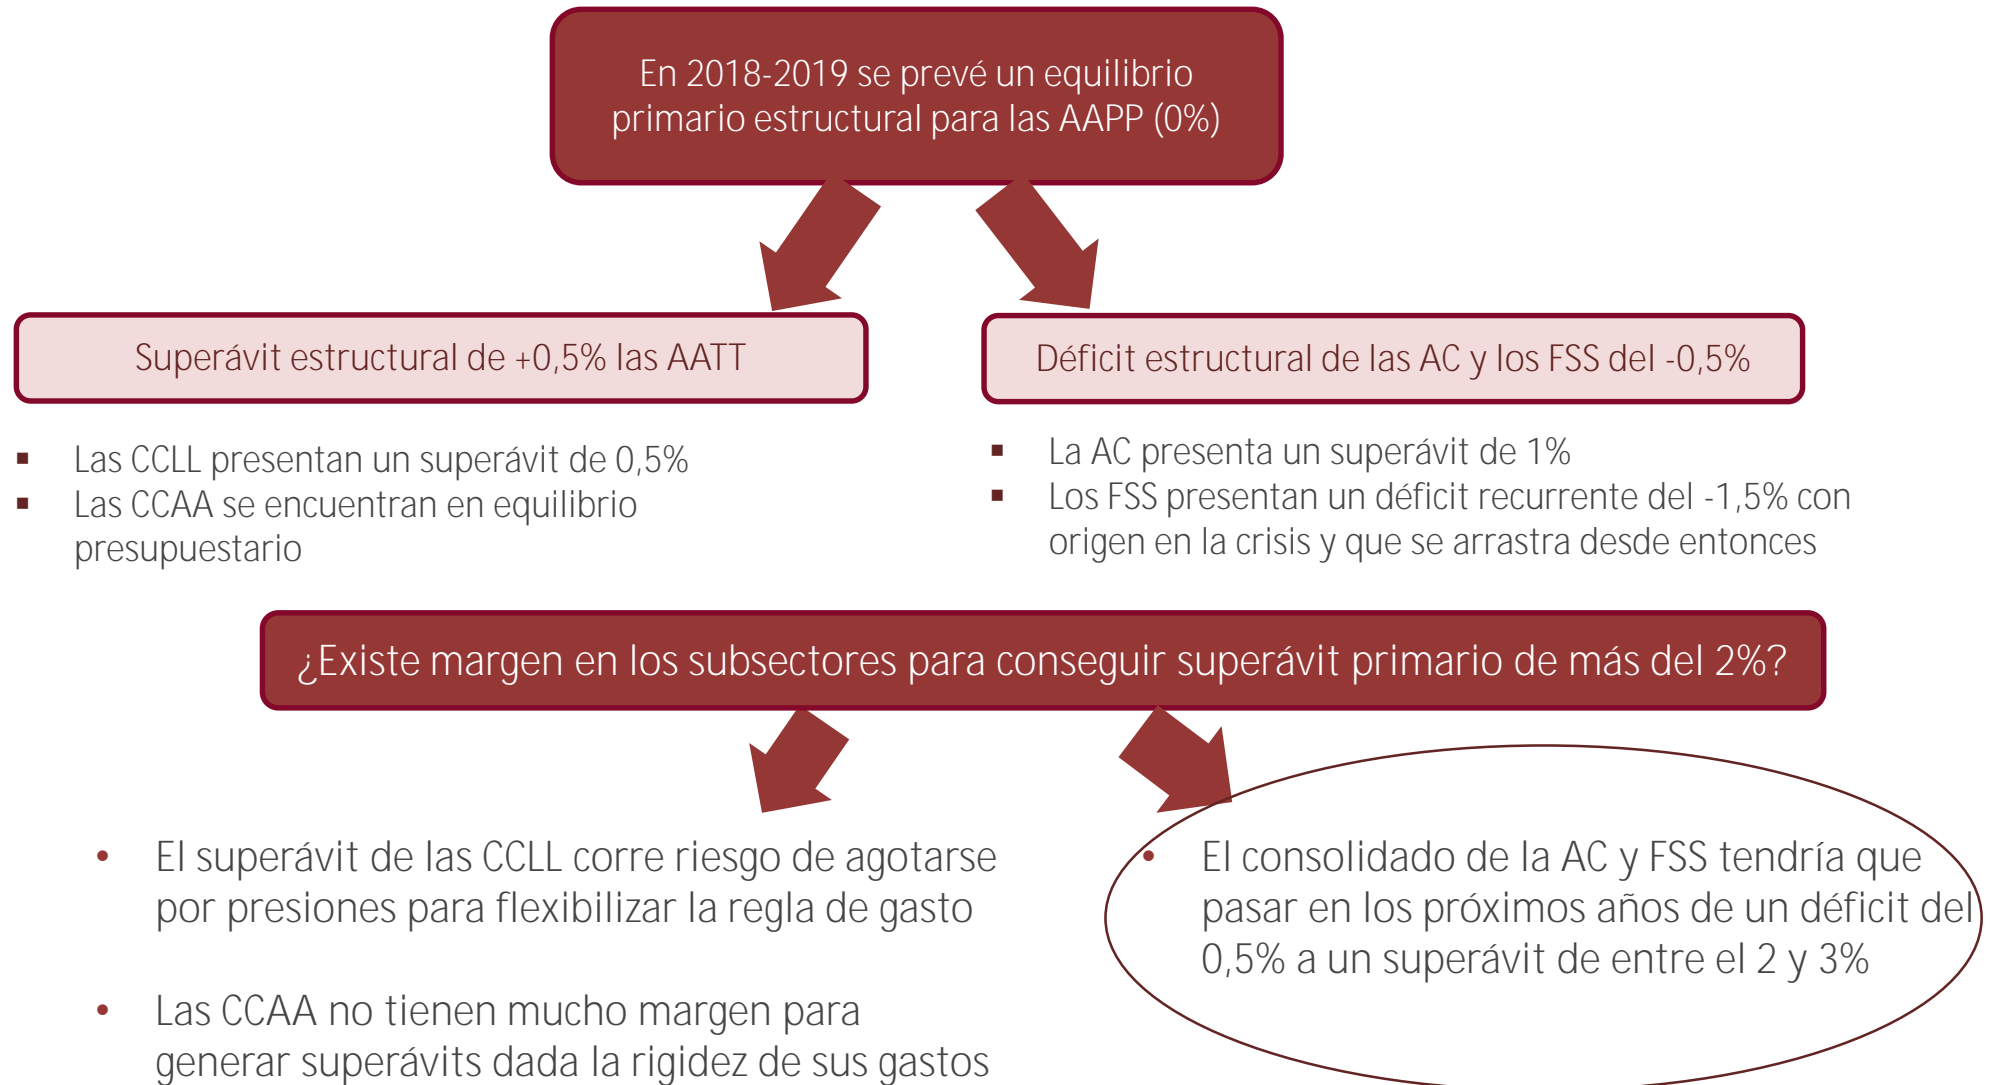 En 2018-2019 se prevé un equilibrio
primario estructural para las AAPP (0%)
Superávit estructural de +0,5% las AATT
▪ Las CCLL presentan un superávit de 0,5%
▪ Las CCAA se encuentran en equilibrio
presupuestario
Déficit estructural de las AC y los FSS del -0,5%
▪ La AC presenta un superávit de 1%
▪ Los FSS presentan un déficit recurrente del -1,5% con
origen en la crisis y que se arrastra desde entonces
¿Existe margen en los subsectores para conseguir superávit primario de más del 2%?
• El superávit de las CCLL corre riesgo de agotarse
por presiones para flexibilizar la regla de gasto
• Las CCAA no tienen mucho margen para
generar superávits dada la rigidez de sus gastos
• El consolidado de la AC y FSS tendría que
pasar en los próximos años de un déficit del
0,5% a un superávit de entre el 2 y 3%